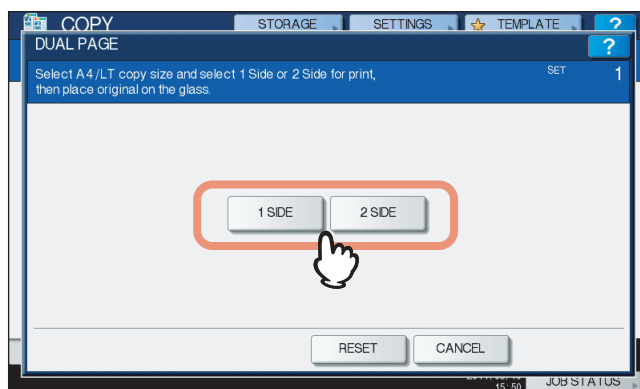 COPY STORAGE SETTINGS TEMPLATE ?
DUAL PAGE ?
Select A4/LT copy size and select 1 Side or 2 Side for print, SET 1
then place original on the glass.
1 SIDE 2 SIDE
RESET CANCEL
15:50 JOB STATUS